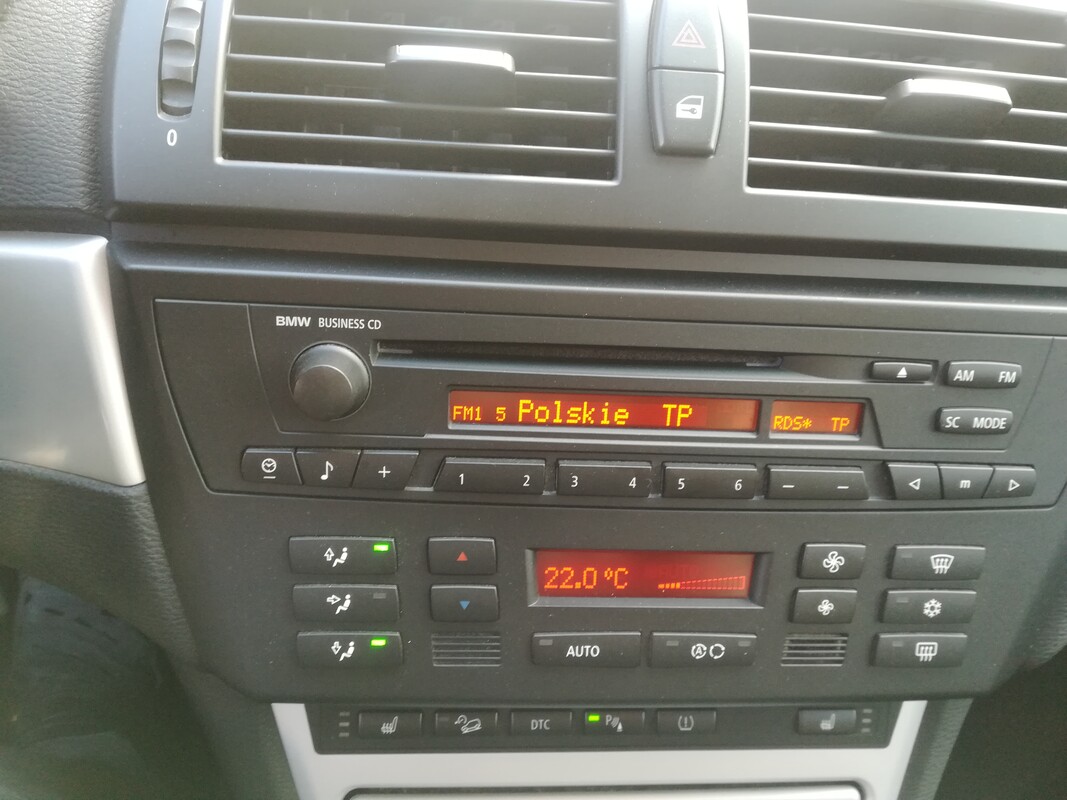 0
BMW BUSINESS CD
AM FM
FM1 5 Polskie TP
RDS* TP
SC MODE
+ 1 2 3 4 5 6 — — m
22.0 ºC
AUTO A
DTC P